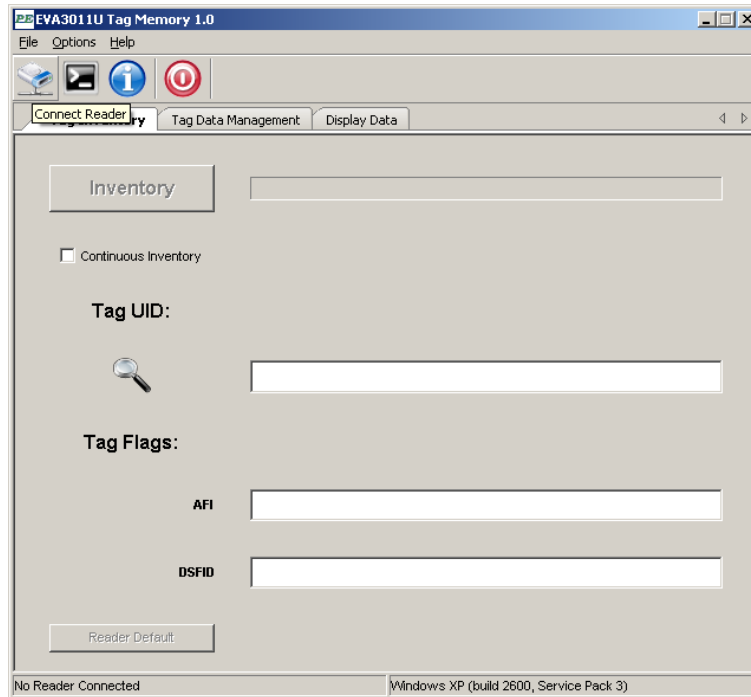 PE EVA3011U Tag Memory 1.0
File Options Help
Connect Reader
Tag Data Management Display Data
Inventory
Continuous Inventory
Tag UID:
Tag Flags:
AFI
DSFID
Reader Default
No Reader Connected Windows XP (build 2600, Service Pack 3)